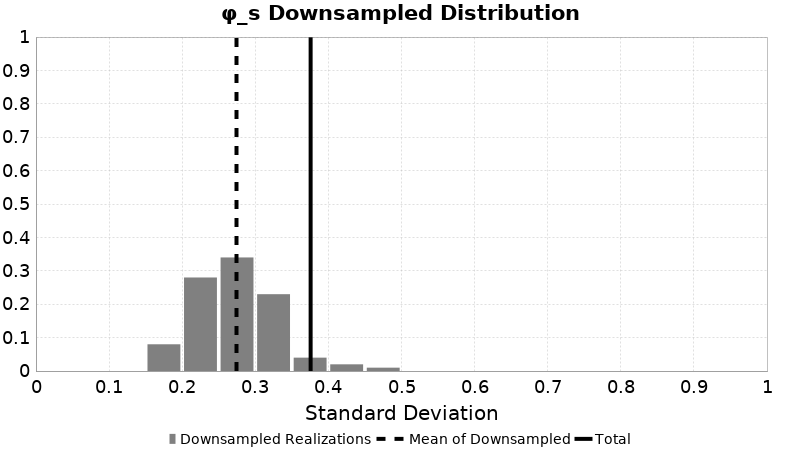 φ_s Downsampled Distribution
1
0.9
0.8
0.7
0.6
0.5
0.4
0.3
0.2
0.1
0
0 0.1 0.2 0.3 0.4 0.5 0.6 0.7 0.8 0.9 1
Standard Deviation
Downsampled Realizations Mean of Downsampled Total